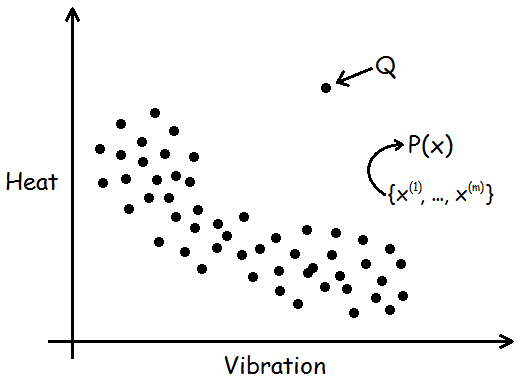 Q
P(x)
Heat
{x⁽¹⁾, ..., x⁽ᵐ⁾}
Vibration